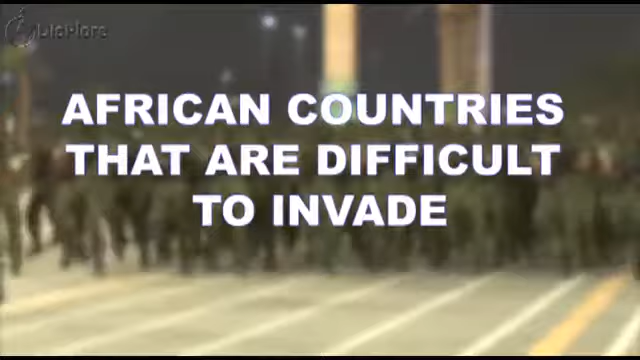 AFRICAN COUNTRIES
THAT ARE DIFFICULT
TO INVADE